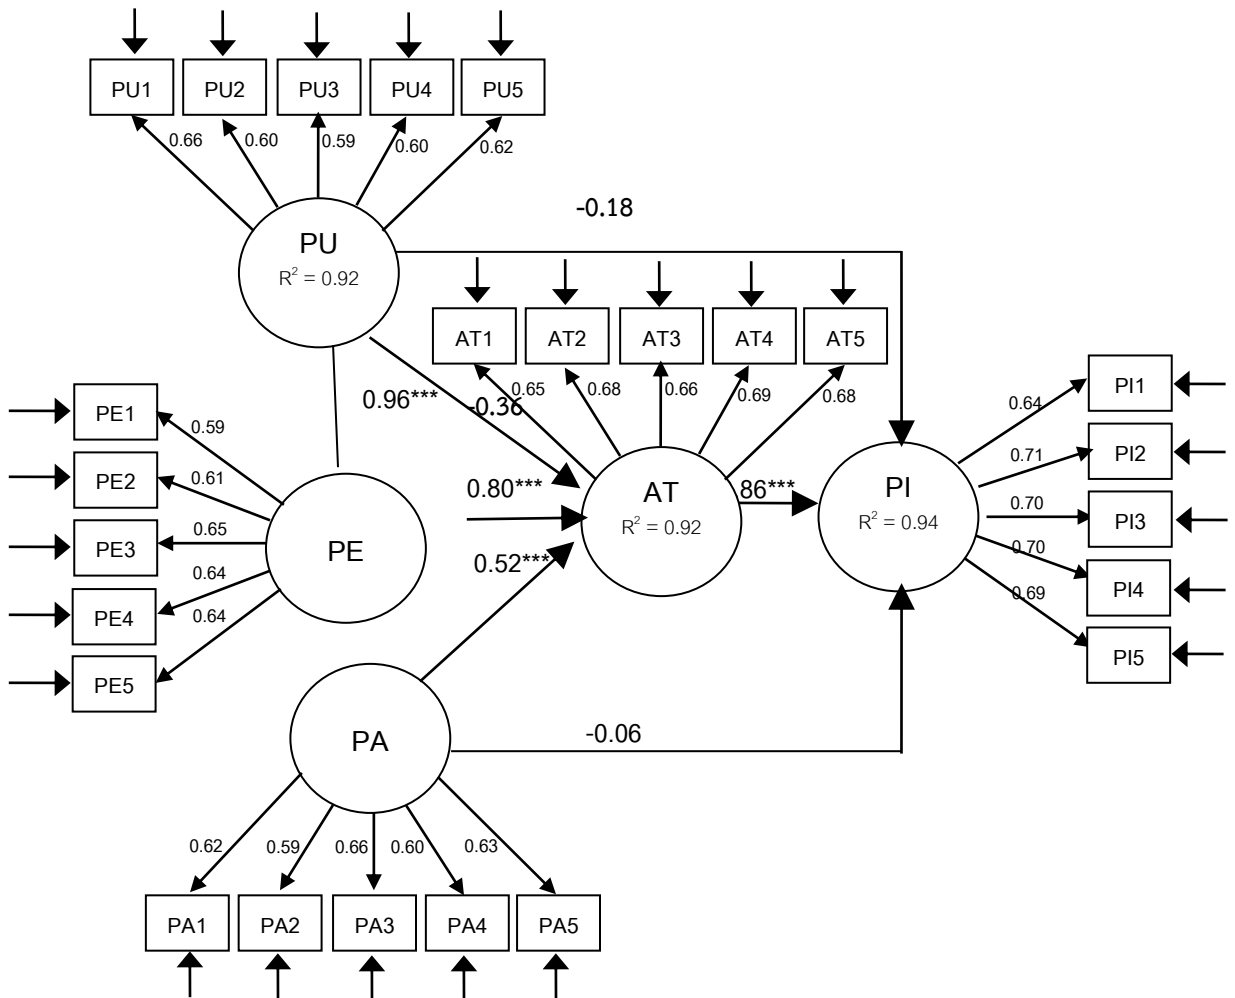 PU1 PU2 PU3 PU4 PU5
0.66 0.60 0.59 0.60 0.62
PU
R² = 0.92
-0.18
AT1 AT2 AT3 AT4 AT5
0.65 0.68 0.66 0.69 0.68
0.96***
-0.36
PE1
PE2
PE3
PE4
PE5
0.59
0.61
0.65
0.64
0.64
PE
0.80***
0.52***
AT
R² = 0.92
86***
PI
R² = 0.94
0.64
0.71
0.70
0.70
0.69
PI1
PI2
PI3
PI4
PI5
PA
-0.06
0.62 0.59 0.66 0.60 0.63
PA1 PA2 PA3 PA4 PA5